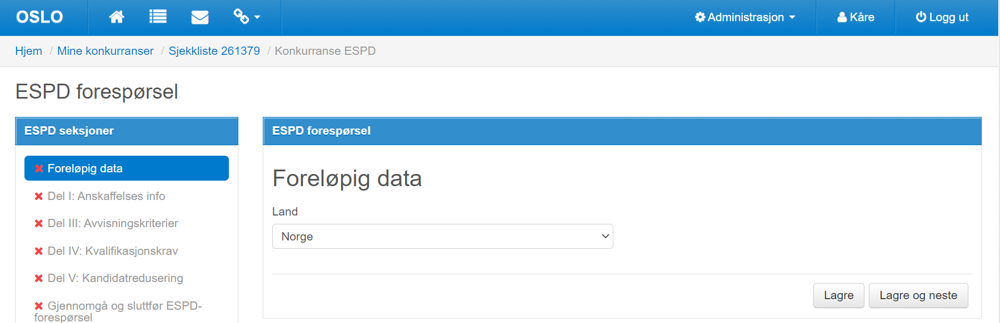 OSLO
Administrasjon
Kåre
Logg ut
Hjem / Mine konkurranser / Sjekkliste 261379 / Konkurranse ESPD
ESPD forespørsel
ESPD seksjoner
Foreløpig data
Del I: Anskaffelses info
Del III: Avvisningskriterier
Del IV: Kvalifikasjonskrav
Del V: Kandidatredusering
Gjennomgå og sluttfør ESPD-
forespørsel
ESPD forespørsel
Foreløpig data
Land
Norge
Lagre
Lagre og neste